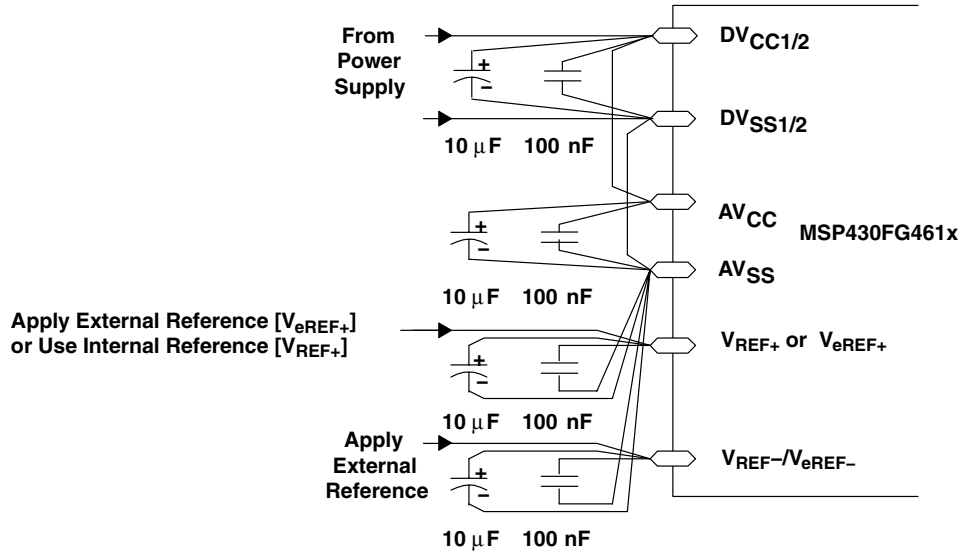 From
Power
Supply
DVCC1/2
+
−
DVSS1/2
10 μF 100 nF
AVCC
MSP430FG461x
+
−
AVSS
10 μF 100 nF
Apply External Reference [VeREF+]
or Use Internal Reference [VREF+]
VREF+ or VeREF+
+
−
10 μF 100 nF
Apply
External
Reference
VREF−/VeREF−
+
−
10 μF 100 nF